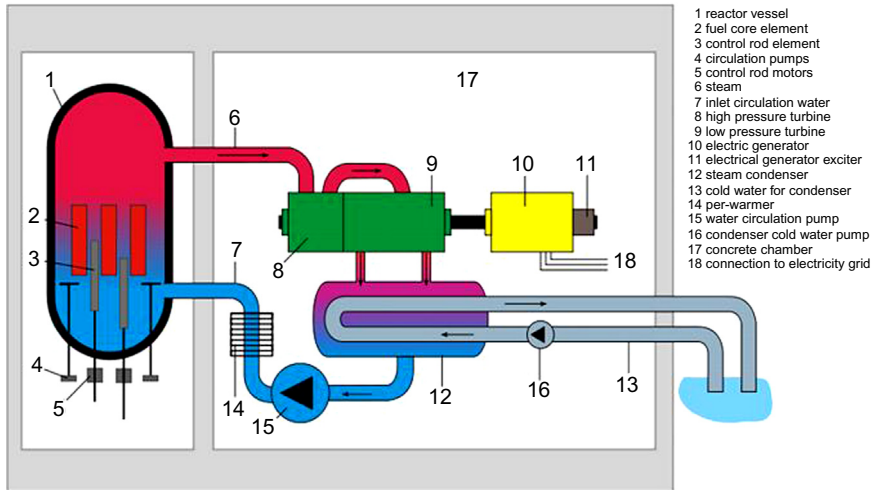 1 reactor vessel
2 fuel core element
3 control rod element
4 circulation pumps
5 control rod motors
6 steam
7 inlet circulation water
8 high pressure turbine
9 low pressure turbine
10 electric generator
11 electrical generator exciter
12 steam condenser
13 cold water for condenser
14 per-warmer
15 water circulation pump
16 condenser cold water pump
17 concrete chamber
18 connection to electricity grid
1
17
6
9
10
11
2
3
7
8
18
4
5
14
15
12
16
13